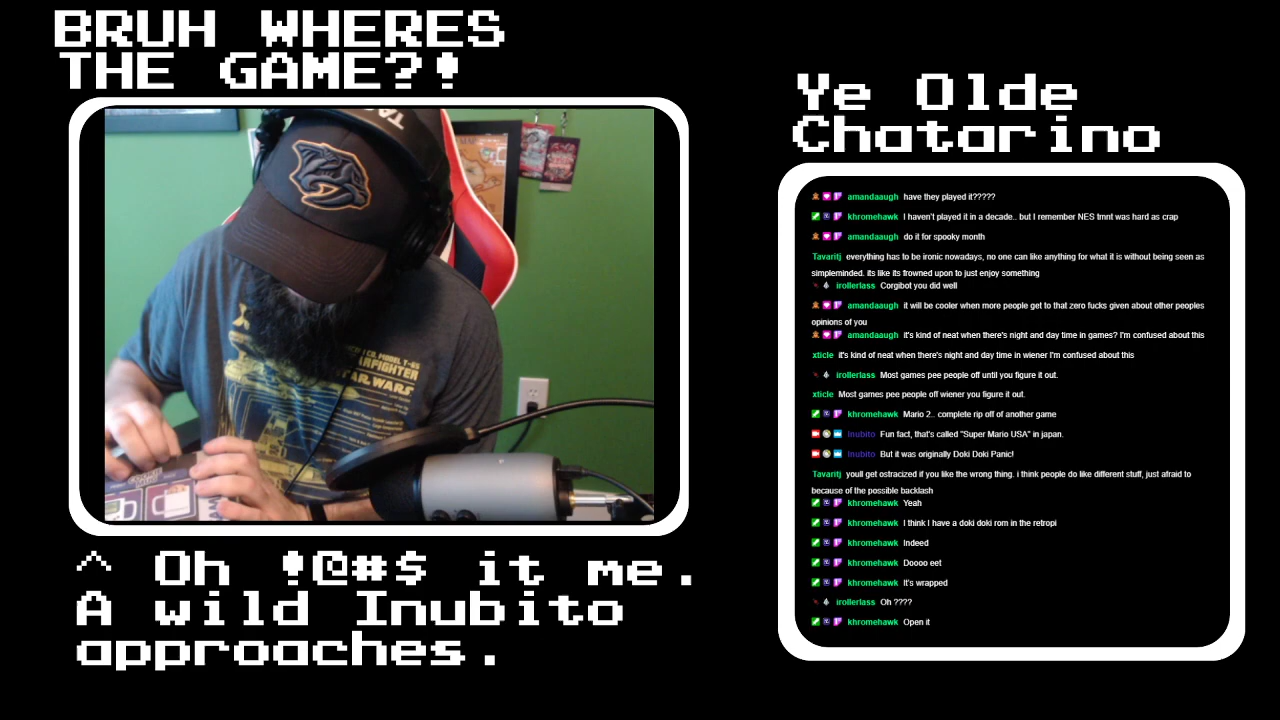 BRUH WHERES
THE GAME?!
Ye Olde
Chatarino
amandaaugh have they played it?????
khromehawk I haven't played it in a decade.. but I remember NES tmnt was hard as crap
amandaaugh do it for spooky month
Tavaritj everything has to be ironic nowadays, no one can like anything for what it is without being seen as
simpleminded. its like its frowned upon to just enjoy something
irollerlass Corgibot you did well
amandaaugh it will be cooler when more people get to that zero fucks given about other peoples
opinions of you
amandaaugh it's kind of neat when there's night and day time in games? I'm confused about this
xticle it's kind of neat when there's night and day time in wiener I'm confused about this
irollerlass Most games pee people off until you figure it out.
xticle Most games pee people off wiener you figure it out.
khromehawk Mario 2.. complete rip off of another game
Inubito Fun fact, that's called "Super Mario USA" in japan.
Inubito But it was originally Doki Doki Panic!
Tavaritj youll get ostracized if you like the wrong thing. i think people do like different stuff, just afraid to
because of the possible backlash
khromehawk Yeah
khromehawk I think I have a doki doki rom in the retropi
khromehawk Indeed
khromehawk Doooo eet
khromehawk It's wrapped
irollerlass Oh ????
khromehawk Open it
STAR WARS
^ Oh !@#$ it me.
A wild Inubito
approaches.